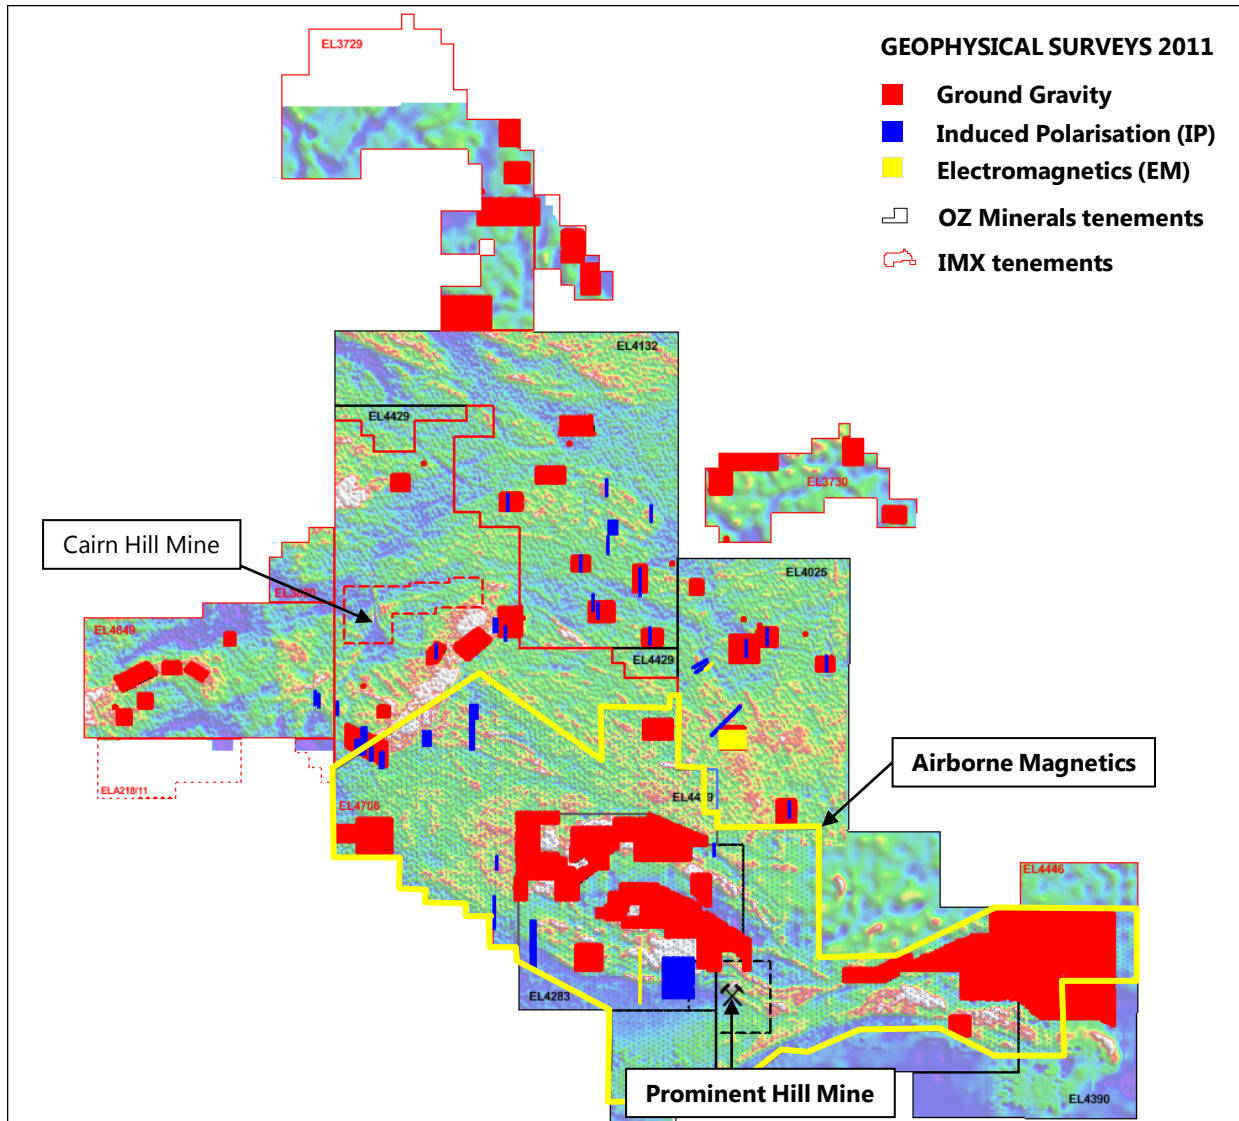 EL3729
GEOPHYSICAL SURVEYS 2011
Ground Gravity
Induced Polarisation (IP)
Electromagnetics (EM)
OZ Minerals tenements
IMX tenements
EL4132
EL4429
EL3730
Cairn Hill Mine
EL4025
EL4649
EL4429
Airborne Magnetics
ELA218/11
EL4706
EL4446
EL4283
Prominent Hill Mine
EL4390